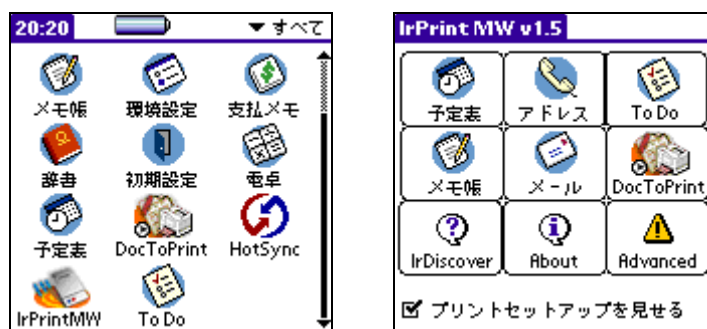 20:20 ▼ すべて
メモ帳 環境設定 支払メモ
辞書 初期設定 電卓
予定表 DocToPrint HotSync
IrPrintMW To Do
IrPrint MW v1.5
予定表 アドレス To Do
メモ帳 メール DocToPrint
IrDiscover About Advanced
プリントセットアップを見せる